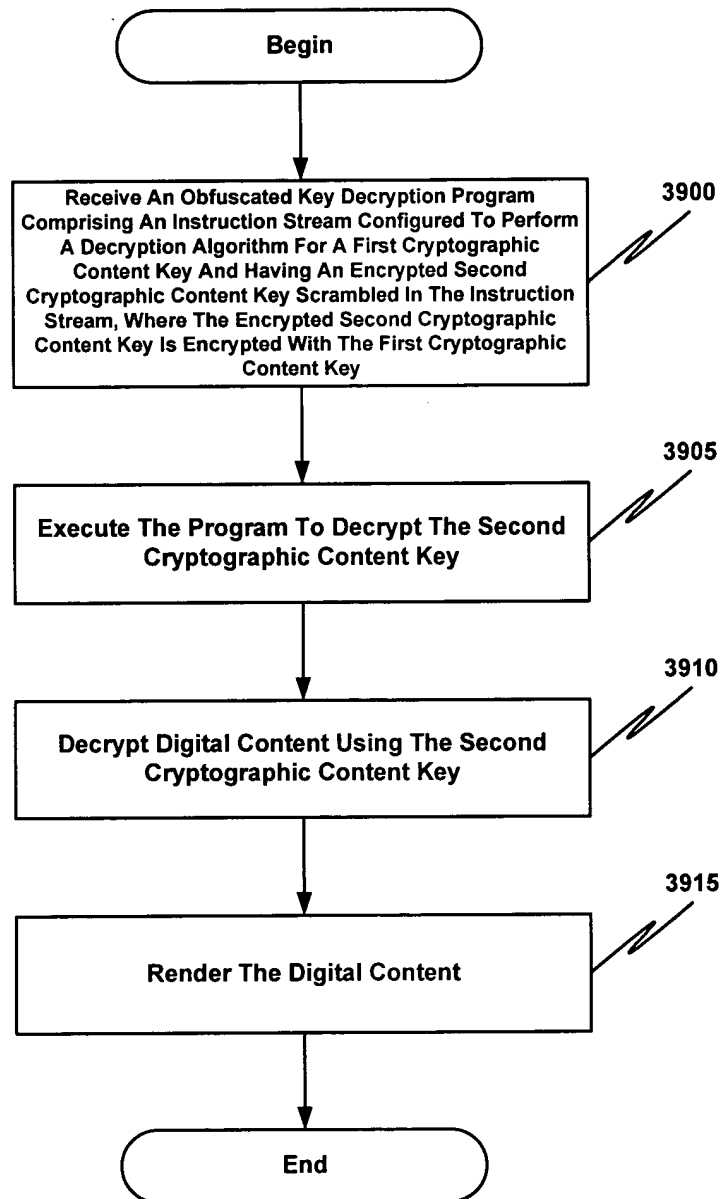 Begin
Receive An Obfuscated Key Decryption Program
Comprising An Instruction Stream Configured To Perform
A Decryption Algorithm For A First Cryptographic
Content Key And Having An Encrypted Second
Cryptographic Content Key Scrambled In The Instruction
Stream, Where The Encrypted Second Cryptographic
Content Key Is Encrypted With The First Cryptographic
Content Key
3900
3905
Execute The Program To Decrypt The Second
Cryptographic Content Key
3910
Decrypt Digital Content Using The Second
Cryptographic Content Key
3915
Render The Digital Content
End